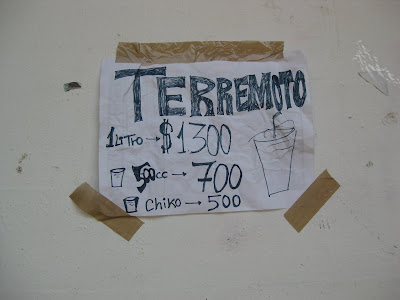 TERREMOTO
1 LiTro → $1300
500cc → 700
Chiko → 500